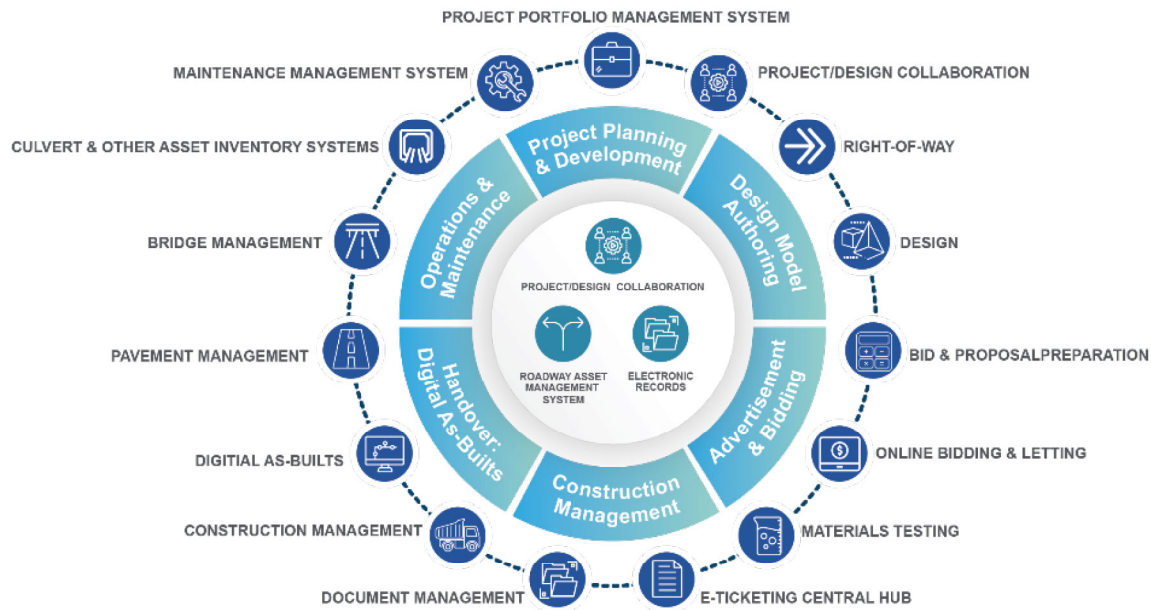 PROJECT PORTFOLIO MANAGEMENT SYSTEM
PROJECT/DESIGN COLLABORATION
RIGHT-OF-WAY
DESIGN
BID & PROPOSALPREPARATION
ONLINE BIDDING & LETTING
MATERIALS TESTING
E-TICKETING CENTRAL HUB
DOCUMENT MANAGEMENT
CONSTRUCTION MANAGEMENT
DIGITIAL AS-BUILTS
PAVEMENT MANAGEMENT
BRIDGE MANAGEMENT
CULVERT & OTHER ASSET INVENTORY SYSTEMS
MAINTENANCE MANAGEMENT SYSTEM
Project Planning
& Development
Design Model
Authoring
Advertisement
& Bidding
Construction
Management
Handover:
Digital As-Builts
Operations &
Maintenance
PROJECT/DESIGN COLLABORATION
ROADWAY ASSET
MANAGEMENT
SYSTEM
ELECTRONIC
RECORDS